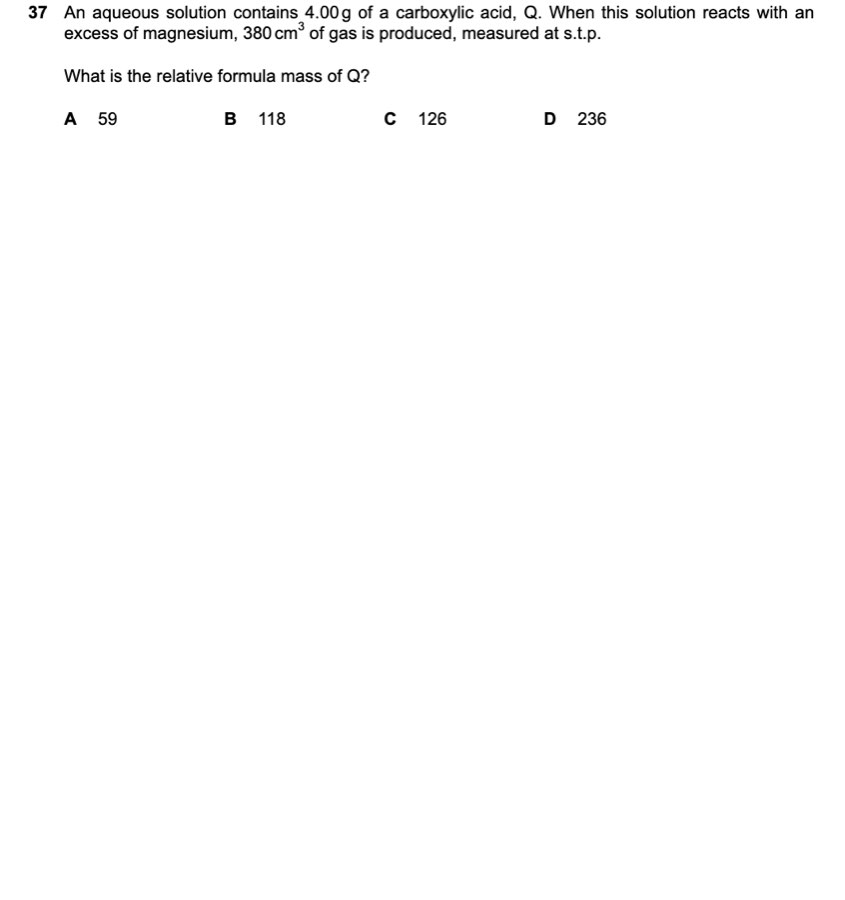 37 An aqueous solution contains 4.00 g of a carboxylic acid, Q. When this solution reacts with an
excess of magnesium, 380 cm³ of gas is produced, measured at s.t.p.
What is the relative formula mass of Q?
A 59 B 118 C 126 D 236